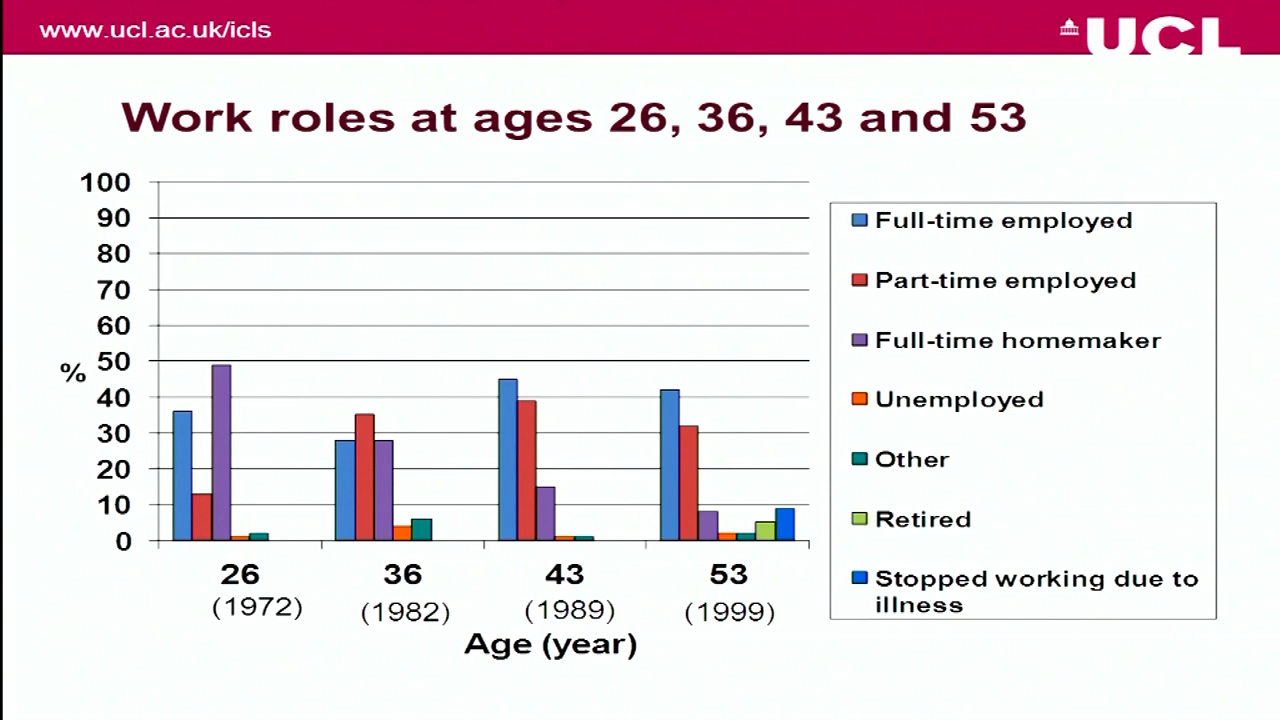 www.ucl.ac.uk/icls
UCL
Work roles at ages 26, 36, 43 and 53
100
90
80
70
60
50
40
30
20
10
0
%
26
36
43
53
(1972)
(1982)
(1989)
(1999)
Age (year)
Full-time employed
Part-time employed
Full-time homemaker
Unemployed
Other
Retired
Stopped working due to
illness